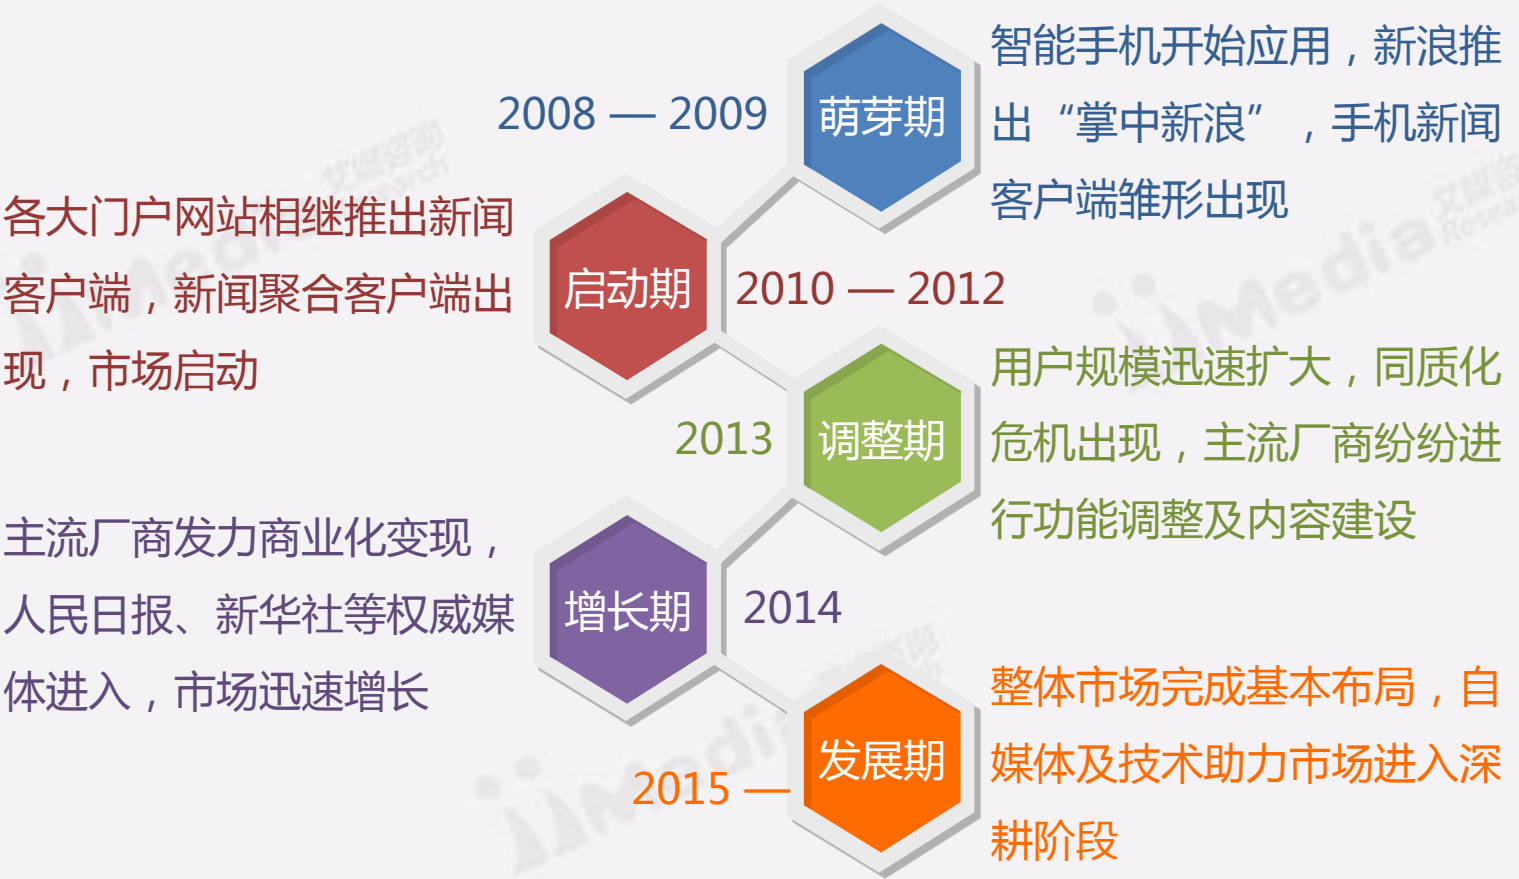 2008 — 2009
萌芽期
智能手机开始应用，新浪推
出“掌中新浪”，手机新闻
客户端雏形出现
各大门户网站相继推出新闻
客户端，新闻聚合客户端出
现，市场启动
启动期
2010 — 2012
2013
调整期
用户规模迅速扩大，同质化
危机出现，主流厂商纷纷进
行功能调整及内容建设
主流厂商发力商业化变现，
人民日报、新华社等权威媒
体进入，市场迅速增长
增长期
2014
2015 —
发展期
整体市场完成基本布局，自
媒体及技术助力市场进入深
耕阶段
iiMedia
艾媒咨询
Research